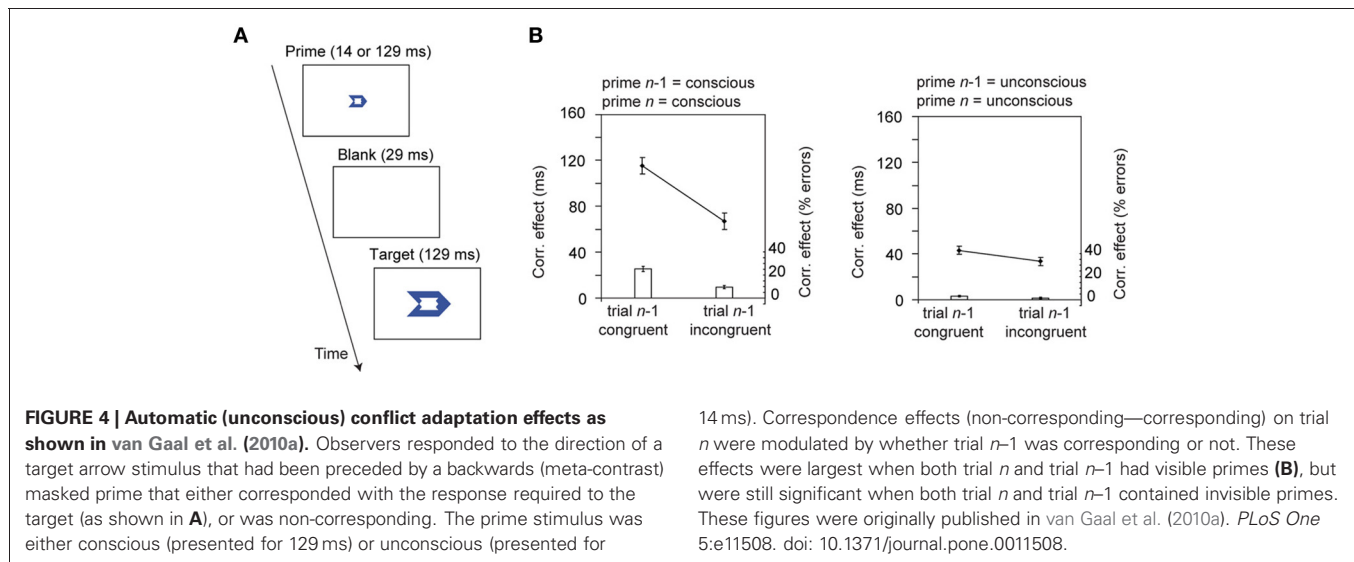 A
Prime (14 or 129 ms)
Blank (29 ms)
Target (129 ms)
Time
B
prime n-1 = conscious
prime n = conscious
160
120
80
40
0
Corr. effect (ms)
40
20
0
Corr. effect (% errors)
trial n-1
congruent
trial n-1
incongruent
prime n-1 = unconscious
prime n = unconscious
160
120
80
40
0
Corr. effect (ms)
40
20
0
Corr. effect (% errors)
trial n-1
congruent
trial n-1
incongruent
FIGURE 4 | Automatic (unconscious) conflict adaptation effects as
shown in van Gaal et al. (2010a). Observers responded to the direction of a
target arrow stimulus that had been preceded by a backwards (meta-contrast)
masked prime that either corresponded with the response required to the
target (as shown in A), or was non-corresponding. The prime stimulus was
either conscious (presented for 129 ms) or unconscious (presented for
14 ms). Correspondence effects (non-corresponding—corresponding) on trial
n were modulated by whether trial n–1 was corresponding or not. These
effects were largest when both trial n and trial n–1 had visible primes (B), but
were still significant when both trial n and trial n–1 contained invisible primes.
These figures were originally published in van Gaal et al. (2010a). PLoS One
5:e11508. doi: 10.1371/journal.pone.0011508.